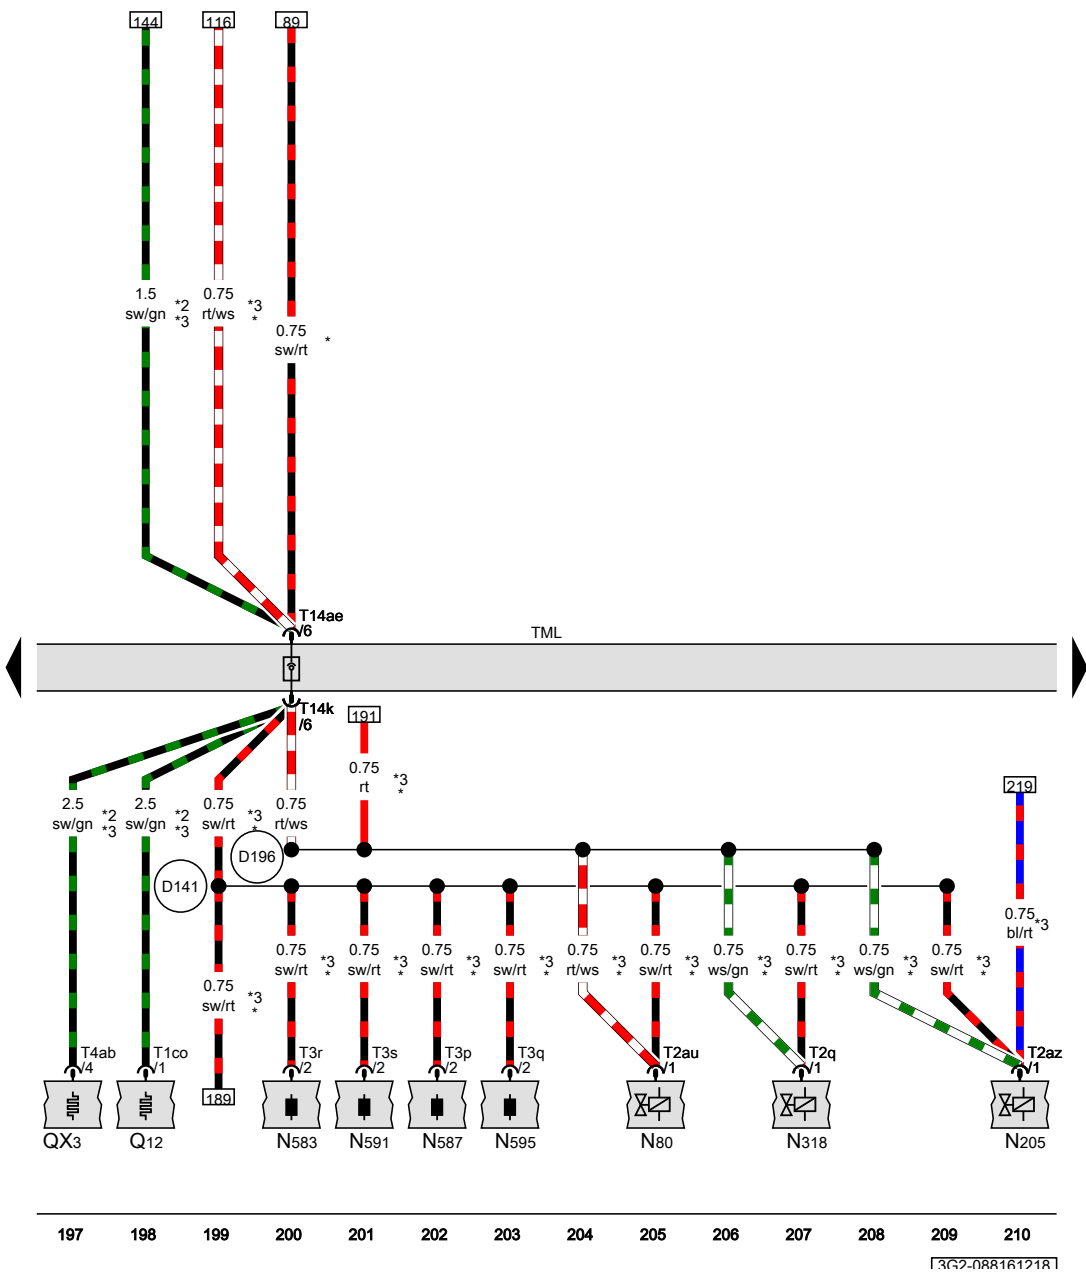 144 116 89
1.5 0.75
sw/gn *2 rt/ws *3
*3 *
0.75
sw/rt *
T14ae
/6
TML
T14k
/6
191
0.75
rt *3
*
219
2.5 2.5 0.75 0.75
sw/gn *2 sw/gn *2 sw/rt *3 rt/ws
*3 *3 *
D196
D141
0.75
bl/rt *3
0.75 0.75 0.75 0.75 0.75 0.75 0.75 0.75 0.75 0.75
sw/rt *3 sw/rt *3 sw/rt *3 sw/rt *3 rt/ws *3 sw/rt *3 ws/gn *3 sw/rt *3 ws/gn *3 sw/rt *3
* * * * * * * * * *
0.75
sw/rt *3
*
T4ab T1co T3r T3s T3p T3q T2au T2q T2az
/4 /1 /2 /2 /2 /2 /1 /1 /1
189
QX3 Q12 N583 N591 N587 N595 N80 N318 N205
197 198 199 200 201 202 203 204 205 206 207 208 209 210
3G2-088161218